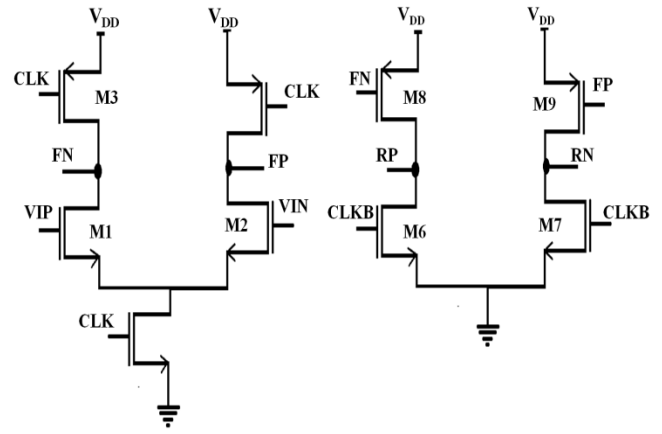 VDD VDD VDD VDD
CLK M3 CLK FN M8 M9 FP
FN FP RP RN
VIP M1 M2 VIN CLKB M6 M7 CLKB
CLK